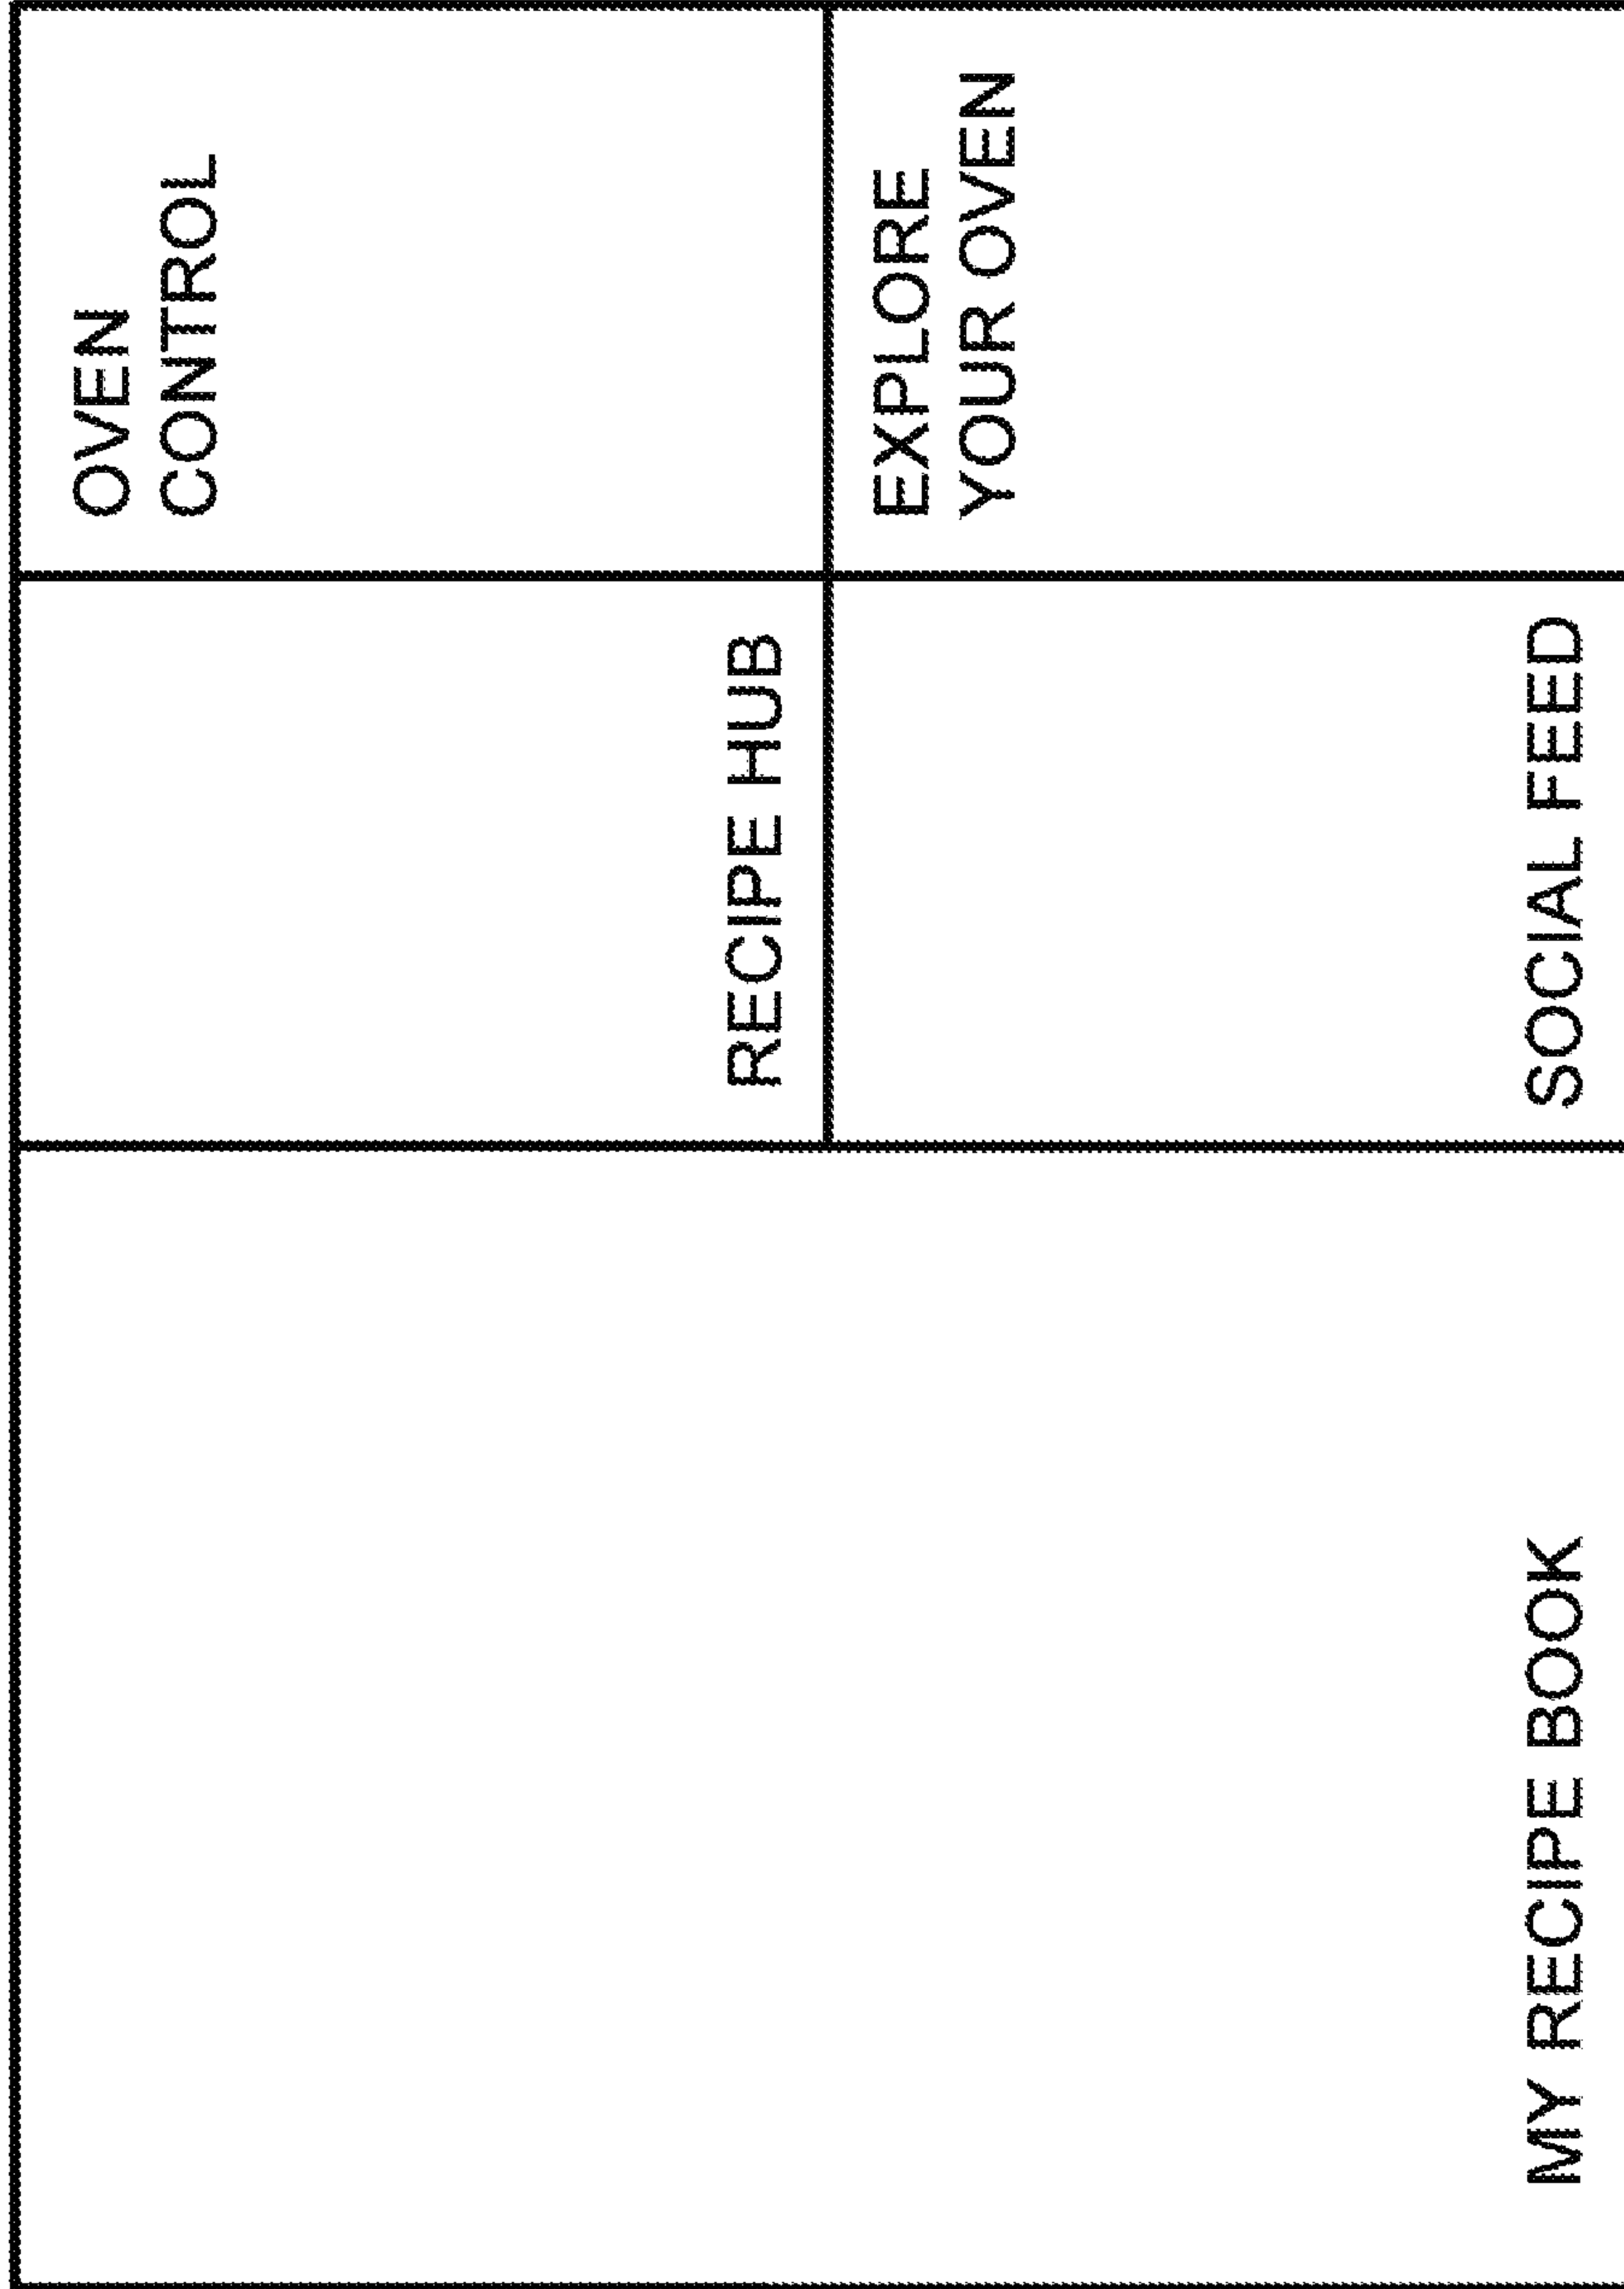 RECIPE HUB
OVEN
CONTROL
MY RECIPE BOOK
SOCIAL FEED
EXPLORE
YOUR OVEN